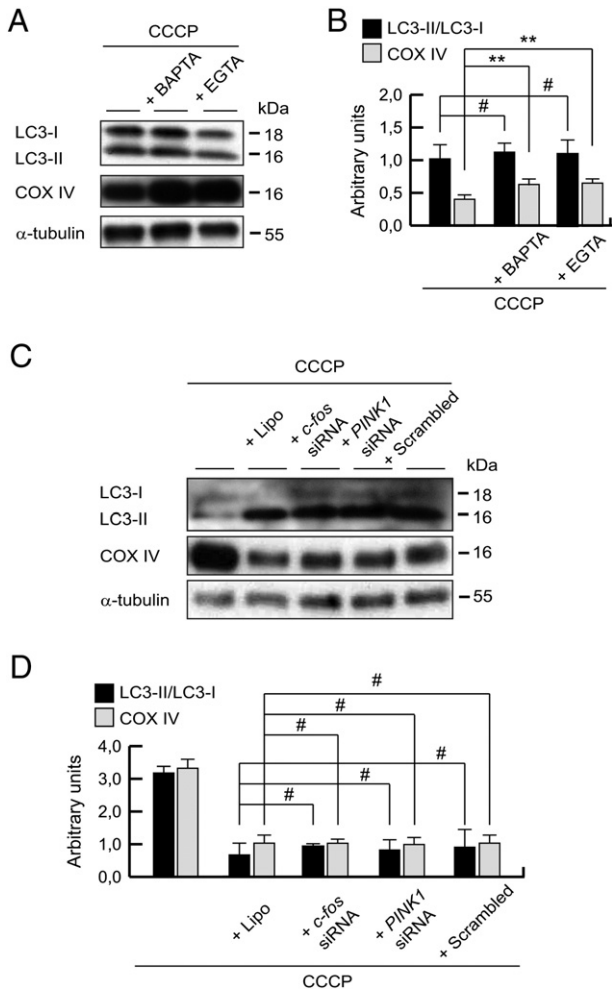 A
CCCP
+ BAPTA
+ EGTA
kDa
LC3-I
18
LC3-II
16
COX IV
16
α-tubulin
55
B
LC3-II/LC3-I
COX IV
**
**
#
#
Arbitrary units
2,0
1,5
1,0
0,5
0,0
+ BAPTA
+ EGTA
CCCP
C
CCCP
+ Lipo
+ c-fos
siRNA
+ PINK1
siRNA
+ Scrambled
kDa
LC3-I
18
LC3-II
16
COX IV
16
α-tubulin
55
D
LC3-II/LC3-I
COX IV
#
#
#
#
#
#
Arbitrary units
4,0
3,0
2,0
1.0
0,0
+ Lipo
+ c-fos
siRNA
+ PINK1
siRNA
+ Scrambled
CCCP